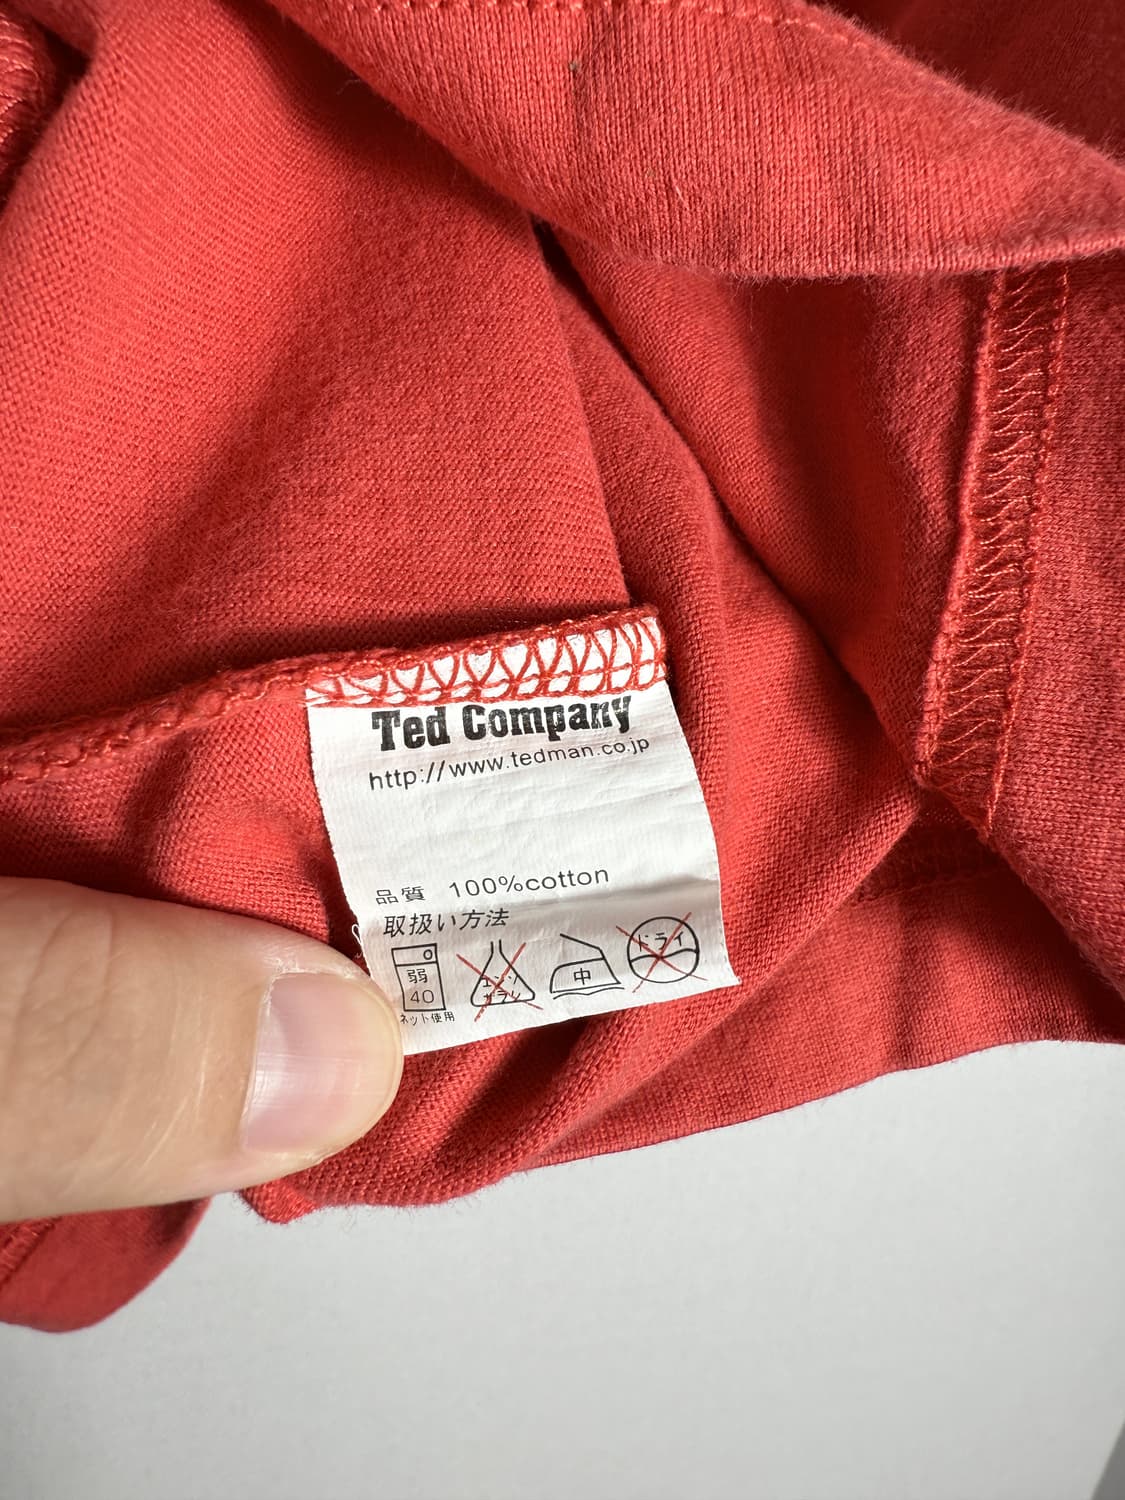 Ted Company
http://www.tedman.co.jp
品質 100%cotton
取扱い方法
弱
40
ネット使用
エンソ
サラシ
中
ドライ